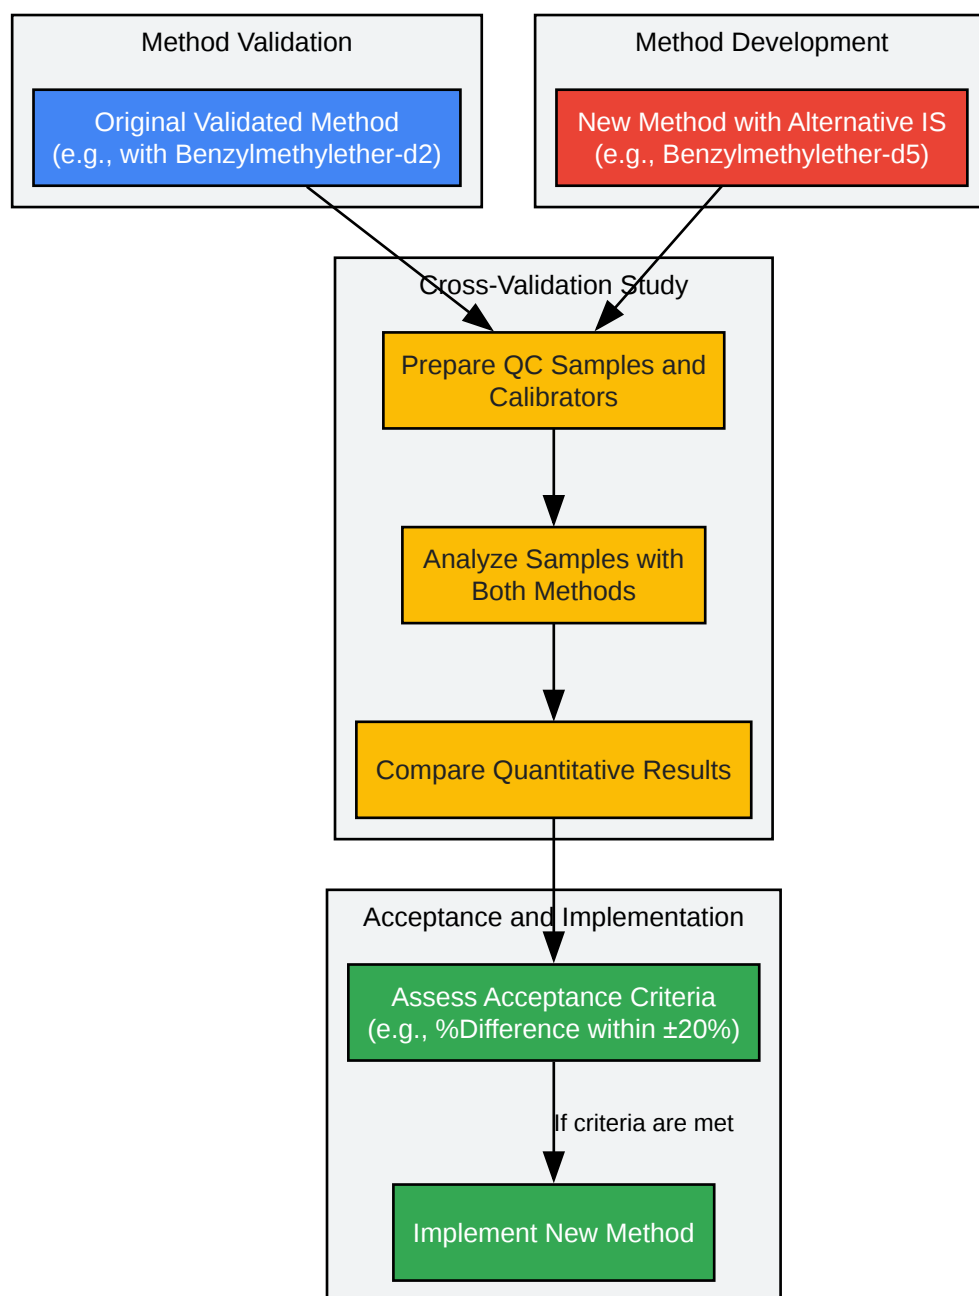 Method Validation
Method Development
Original Validated Method
(e.g., with Benzylmethylether-d2)
New Method with Alternative IS
(e.g., Benzylmethylether-d5)
Cross-Validation Study
Prepare QC Samples and
Calibrators
Analyze Samples with
Both Methods
Compare Quantitative Results
Acceptance and Implementation
Assess Acceptance Criteria
(e.g., %Difference within ±20%)
If criteria are met
Implement New Method